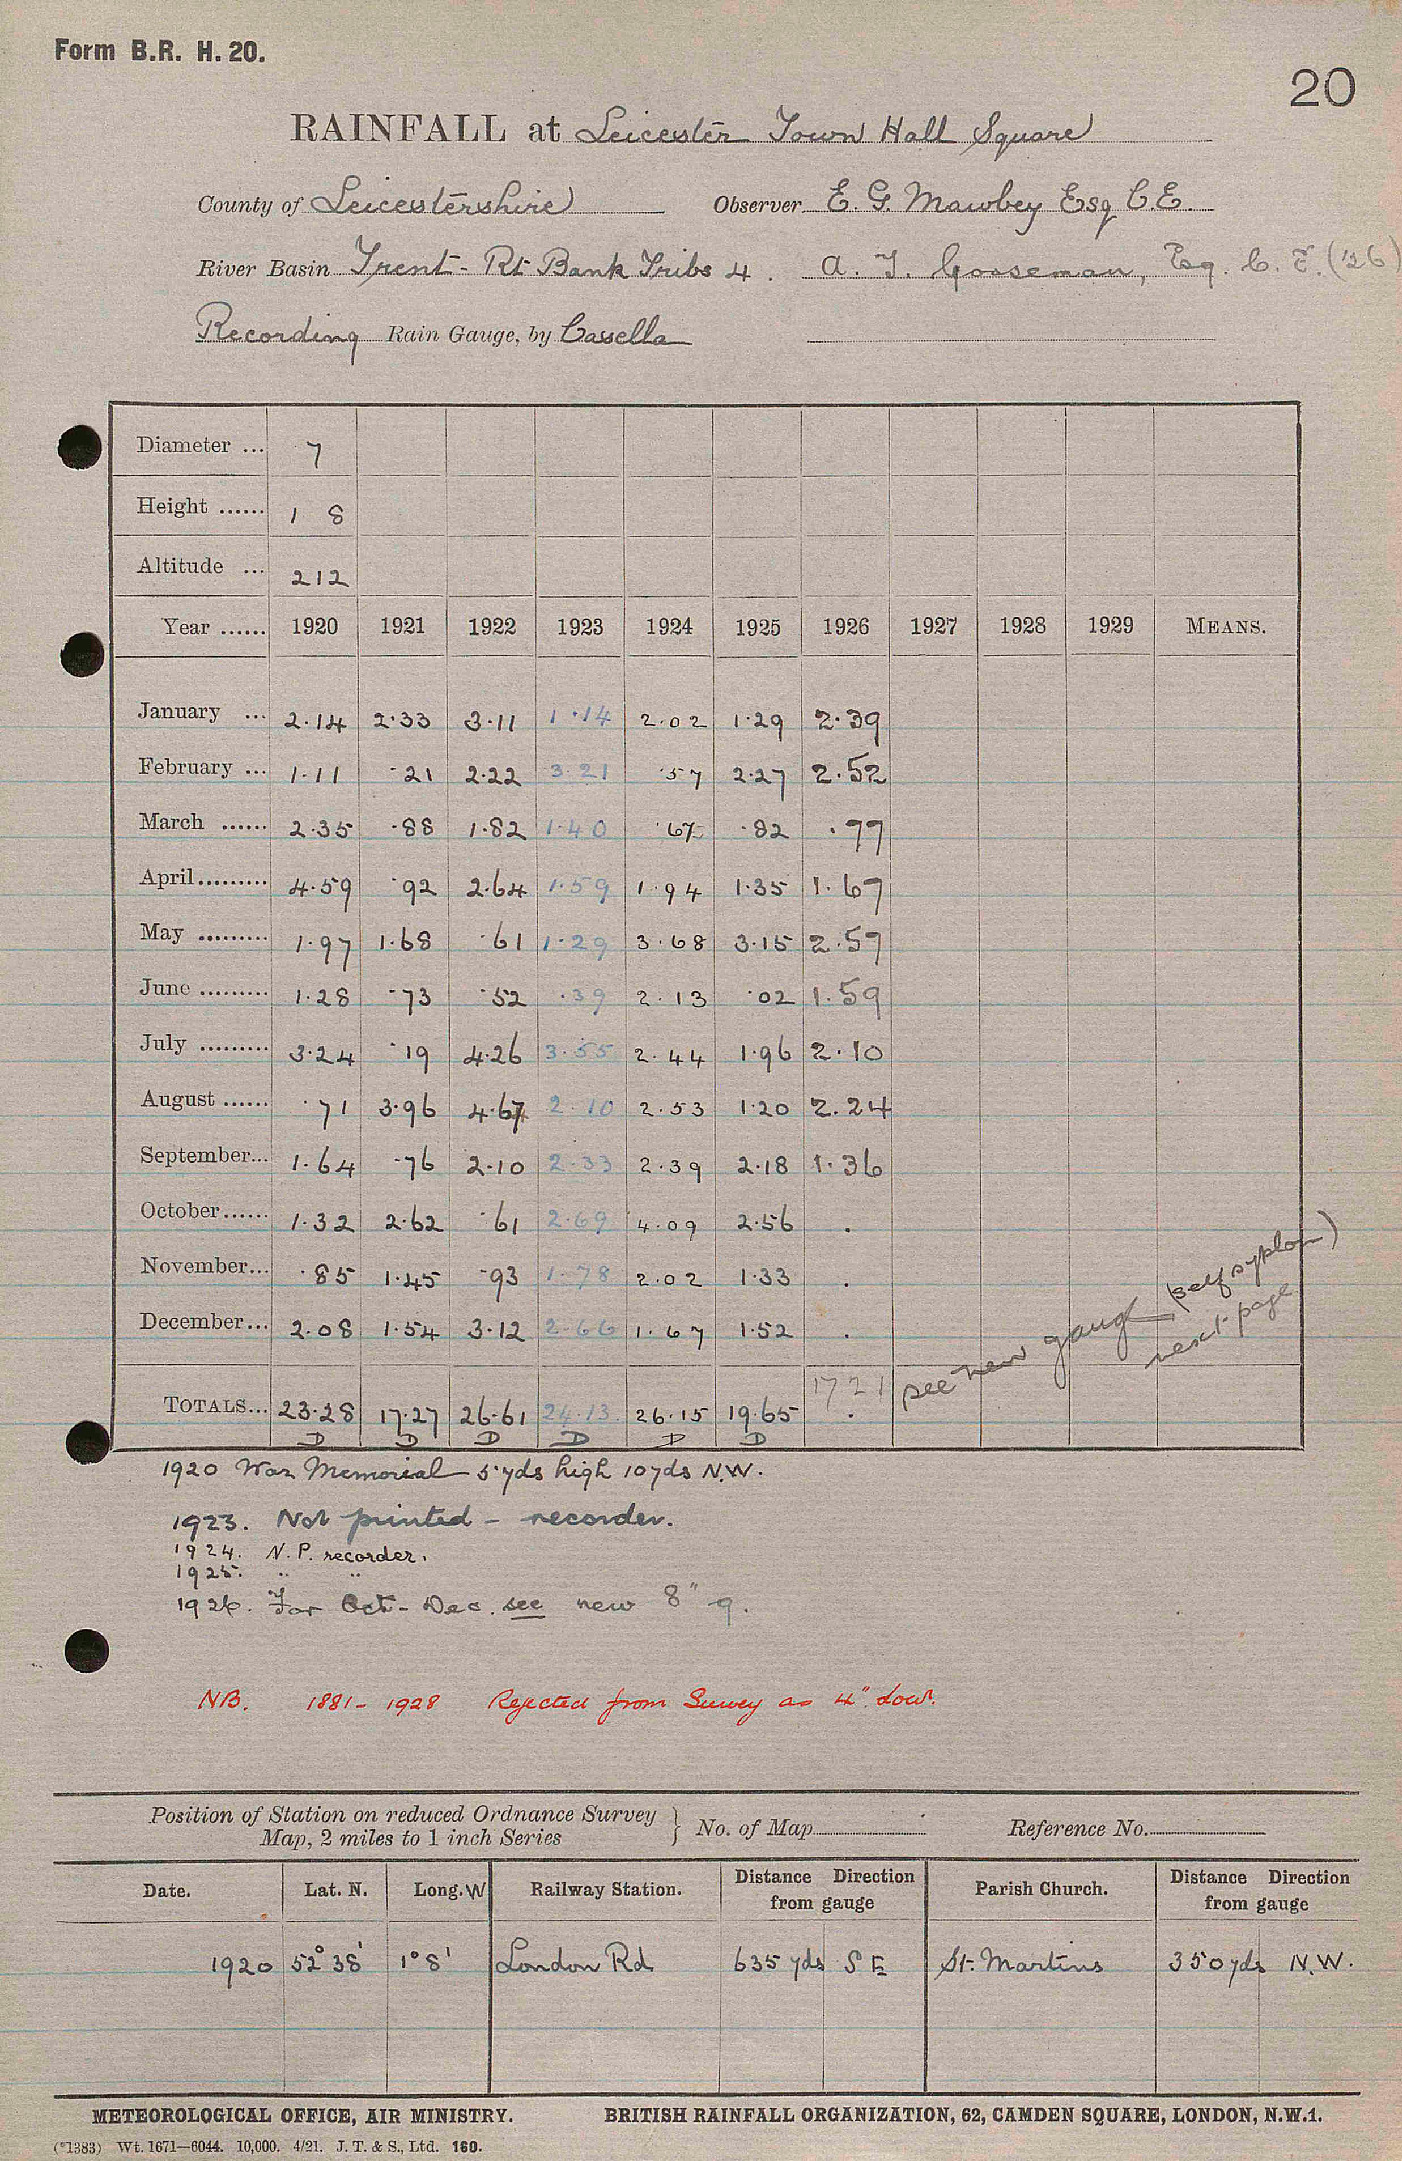 Form B.R. H. 20.
20
RAINFALL at Leicester Town Hall Square
County of Leicestershire Observer E. G. Mawbey Esq C.E.
River Basin Trent - Rt Bank Tribs 4. A. T. Gooseman, Esq. C. E. ('26)
Recording Rain Gauge, by Cassella
Diameter ... 7
Height ...... 1 8
Altitude ... 212
Year ...... 1920 1921 1922 1923 1924 1925 1926 1927 1928 1929 MEANS.
January ... 2.14 2.33 3.11 1.14 2.02 1.29 2.39
February ... 1.11 .21 2.22 3.21 .57 2.27 2.52
March ...... 2.35 .88 1.82 1.40 .67 .82 .77
April......... 4.59 .92 2.64 1.59 1.94 1.35 1.67
May ......... 1.97 1.68 .61 1.29 3.68 3.15 2.57
June ......... 1.28 .73 .52 .39 2.13 .02 1.59
July ......... 3.24 .19 4.26 3.55 2.44 1.96 2.10
August ...... .71 3.96 4.67 2.10 2.53 1.20 2.24
September... 1.64 .76 2.10 2.33 2.39 2.18 1.36
October...... 1.32 2.62 .61 2.69 4.09 2.56 .
November... .85 1.45 .93 1.78 2.02 1.33 .
December... 2.08 1.54 3.12 2.66 1.67 1.52 .
see new gauge (self syphon)
next page
17 21
TOTALS... 23.28 17.27 26.61 24.13 26.15 19.65 .
D D D D D D
1920 War Memorial 5 yds high 10 yds N.W.
1923. Not printed - recorder.
1924. N.P. recorder.
1925. " "
1926. For Oct - Dec. see new 8" g.
NB. 1881 - 1928 Rejected from Survey as 4" low.
Position of Station on reduced Ordnance Survey
Map, 2 miles to 1 inch Series } No. of Map Reference No.
Date. Lat. N. Long. W Railway Station. Distance Direction from gauge Parish Church. Distance Direction from gauge
1920 52° 38' 1° 8' London Rd 635 yds S E St. Martins 350 yds N.W.
METEOROLOGICAL OFFICE, AIR MINISTRY. BRITISH RAINFALL ORGANIZATION, 62, CAMDEN SQUARE, LONDON, N.W.1.
(*1383) Wt. 1671—6044. 10,000. 4/21. J. T. & S., Ltd. 160.